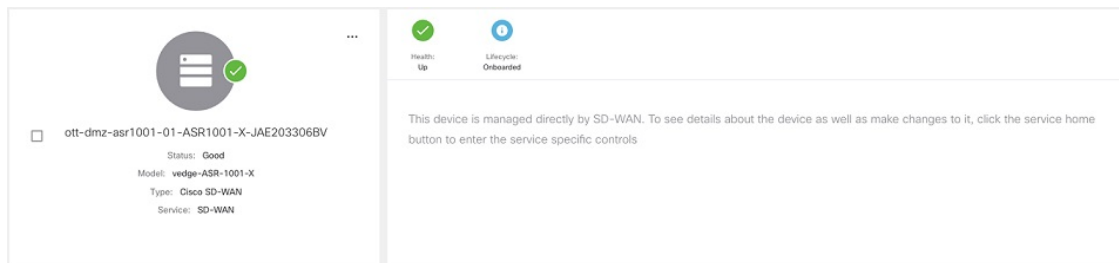 ...
Health:
Up
Lifecycle:
Onboarded
ott-dmz-asr1001-01-ASR1001-X-JAE203306BV
Status: Good
Model: vedge-ASR-1001-X
Type: Cisco SD-WAN
Service: SD-WAN
This device is managed directly by SD-WAN. To see details about the device as well as make changes to it, click the service home
button to enter the service specific controls